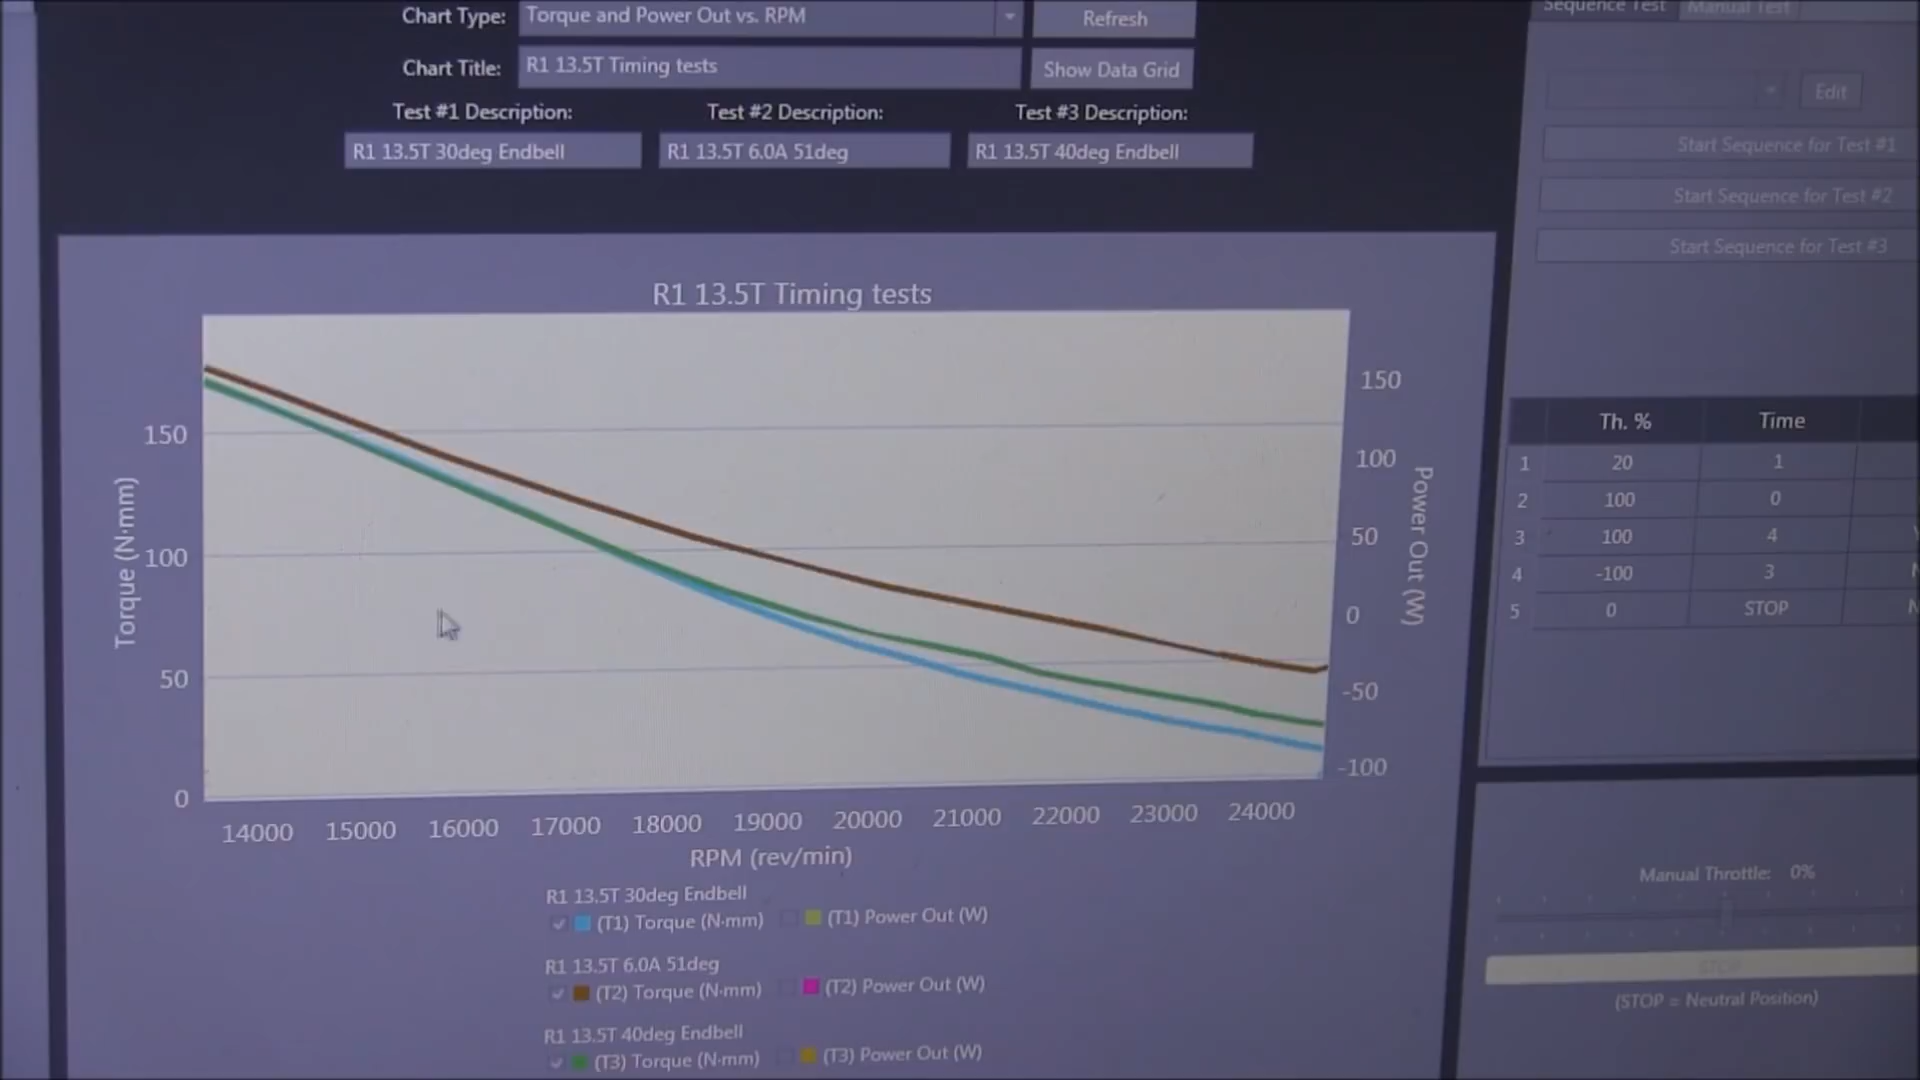 Chart Type: Torque and Power Out vs. RPM Refresh
Chart Title: R1 13.5T Timing tests Show Data Grid
Test #1 Description: Test #2 Description: Test #3 Description:
R1 13.5T 30deg Endbell R1 13.5T 6.0A 51deg R1 13.5T 40deg Endbell
Sequence Test Manual Test
Edit
Start Sequence for Test #1
Start Sequence for Test #2
Start Sequence for Test #3
R1 13.5T Timing tests
Torque (N·mm)
150
100
50
0
150
100
50
0
-50
-100
Power Out (W)
14000 15000 16000 17000 18000 19000 20000 21000 22000 23000 24000
RPM (rev/min)
R1 13.5T 30deg Endbell
(T1) Torque (N·mm) (T1) Power Out (W)
R1 13.5T 6.0A 51deg
(T2) Torque (N·mm) (T2) Power Out (W)
R1 13.5T 40deg Endbell
(T3) Torque (N·mm) (T3) Power Out (W)
Th. % Time
1 20 1
2 100 0
3 100 4
4 -100 3
5 0 STOP
Manual Throttle: 0%
STOP
(STOP = Neutral Position)